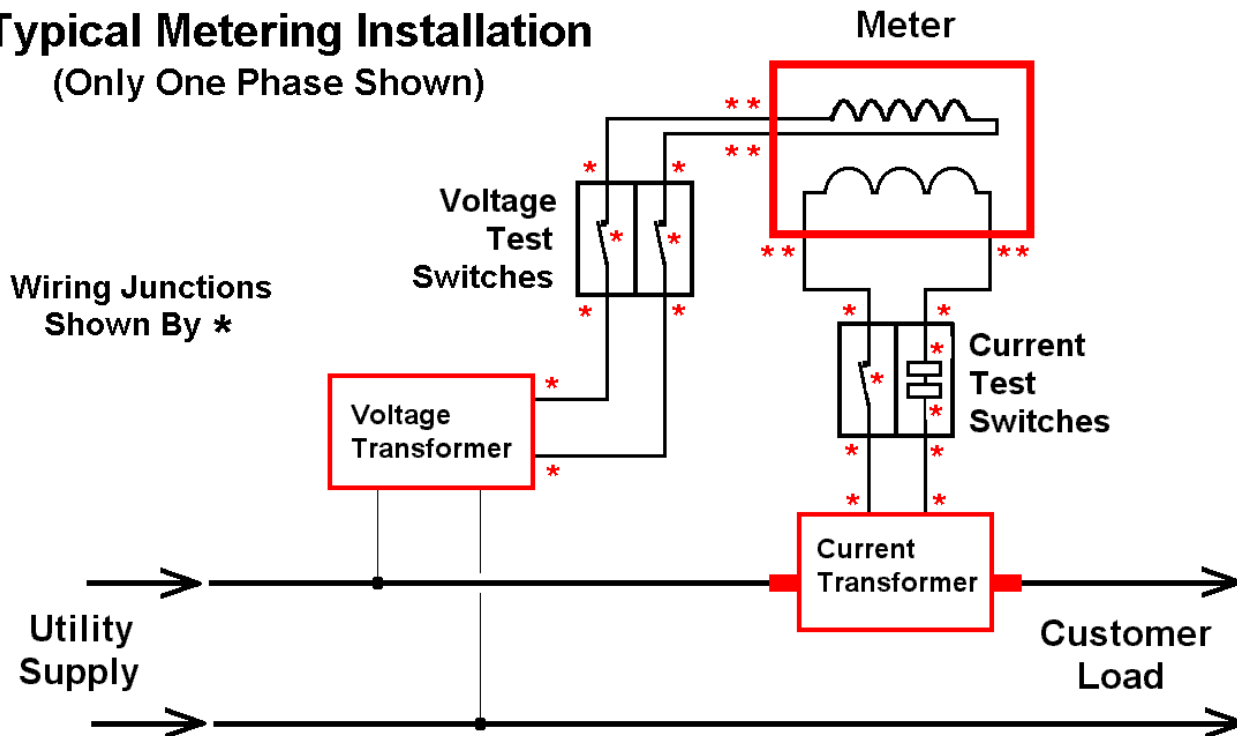 Typical Metering Installation
(Only One Phase Shown)
Meter
* *
* *
* *
Voltage
Test
Switches
* *
* *
* *
* *
Wiring Junctions
Shown By *
* *
* *
*
*
Current
Test
Switches
*
Voltage
Transformer
*
* *
* *
Current
Transformer
Utility
Supply
Customer
Load